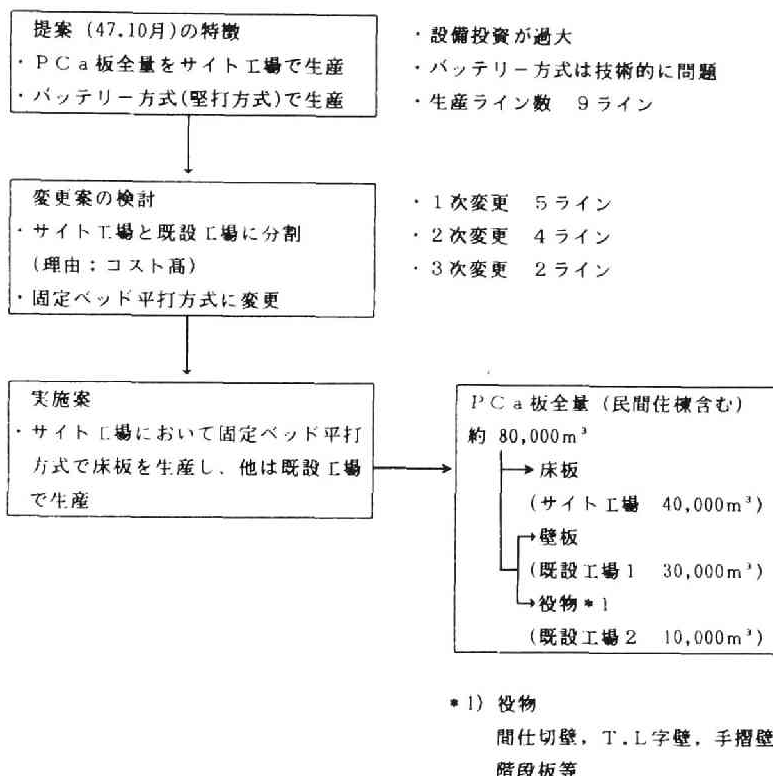 提案(47.10月)の特徴
・PCa板全量をサイト工場で生産
・バッテリー方式(堅打方式)で生産
・設備投資が過大
・バッテリー方式は技術的に問題
・生産ライン数 9ライン
変更案の検討
・サイト工場と既設工場に分割
(理由:コスト高)
・固定ベッド平打方式に変更
・1次変更 5ライン
・2次変更 4ライン
・3次変更 2ライン
実施案
・サイト工場において固定ベッド平打
方式で床板を生産し、他は既設工場
で生産
PCa板全量(民間住棟含む)
約 80,000m³
床板
(サイト工場 40,000m³)
壁板
(既設工場1 30,000m³)
役物*1
(既設工場2 10,000m³)
*1) 役物
間仕切壁,T.L字壁,手摺壁
階段板等